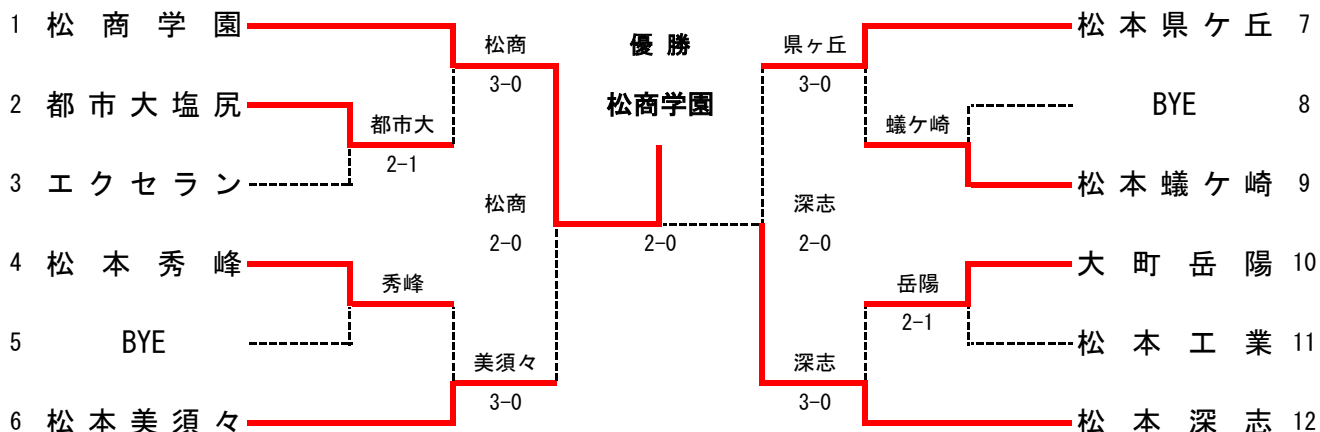 1 松商学園
2 都市大塩尻
3 エクセラン
4 松本秀峰
5 BYE
6 松本美須々
都市大
2-1
秀峰
松商
3-0
美須々
3-0
松商
2-0
優勝
松商学園
2-0
深志
2-0
県ヶ丘
3-0
深志
3-0
蟻ケ崎
岳陽
2-1
松本県ケ丘 7
BYE 8
松本蟻ケ崎 9
大町岳陽 10
松本工業 11
松本深志 12